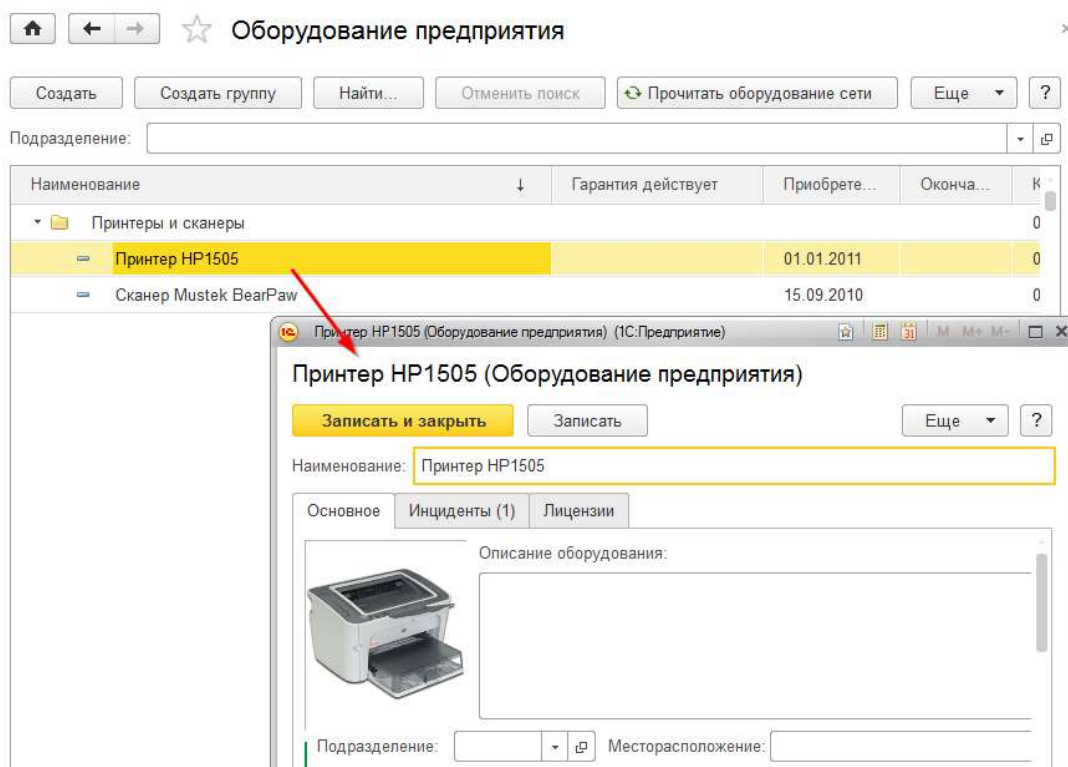 Оборудование предприятия
Создать Создать группу Найти... Отменить поиск Прочитать оборудование сети Еще ?
Подразделение:
Наименование ↓ Гарантия действует Приобрете... Оконча... К
Принтеры и сканеры 0
Принтер HP1505 01.01.2011 0
Сканер Mustek BearPaw 15.09.2010 0
1С Принтер HP1505 (Оборудование предприятия) (1С:Предприятие) 31 M M+ M-
Принтер HP1505 (Оборудование предприятия)
Записать и закрыть Записать Еще ?
Наименование: Принтер HP1505
Основное Инциденты (1) Лицензии
Описание оборудования:
Подразделение: Месторасположение: